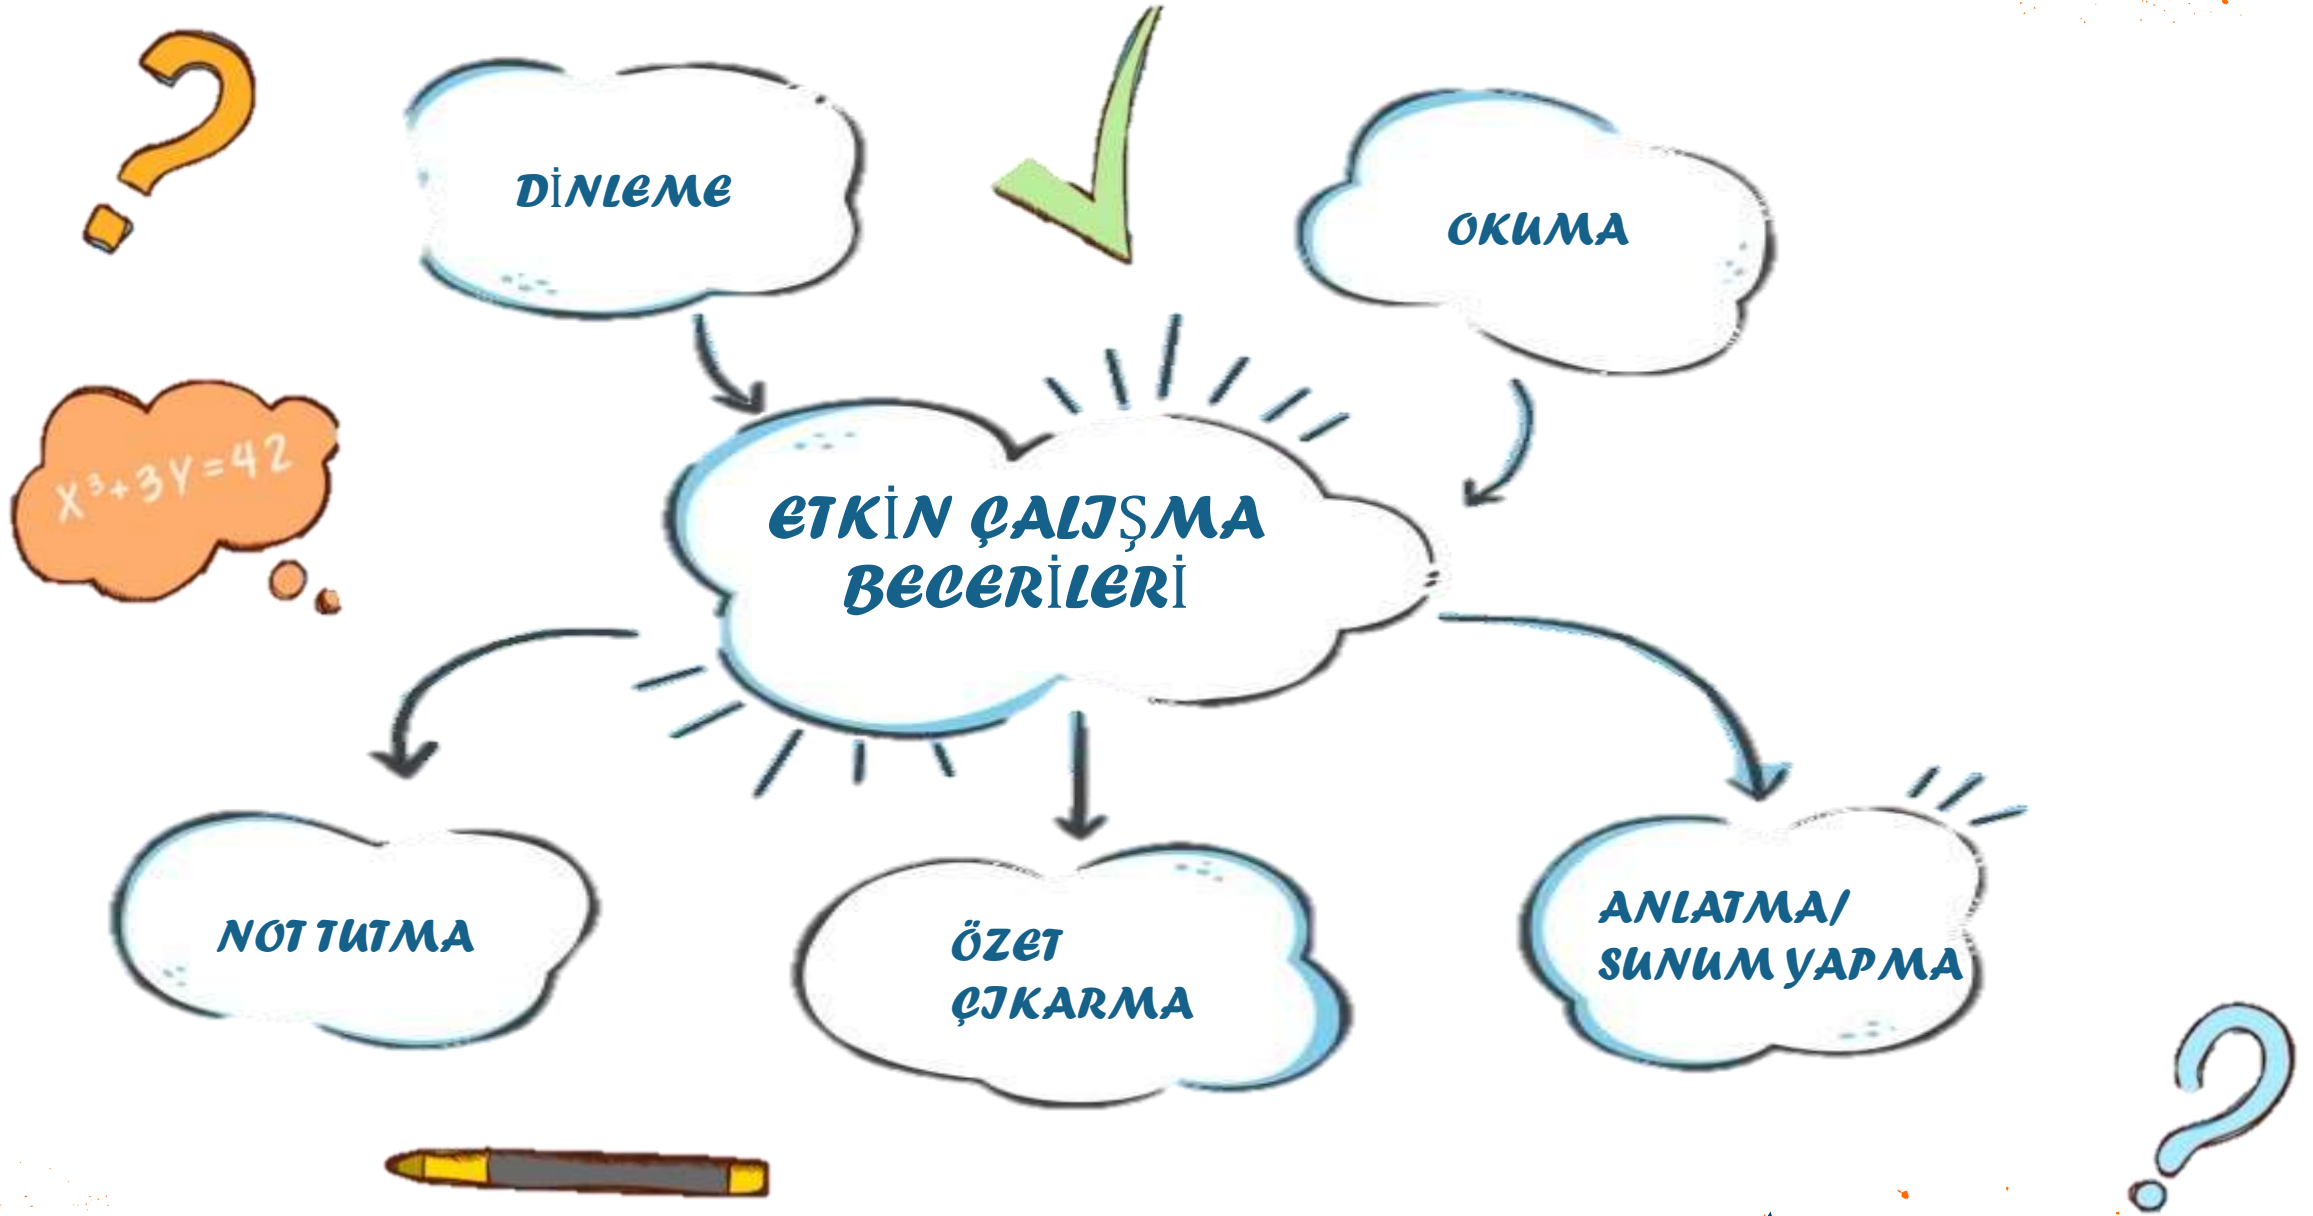 DİNLEME
OKUMA
X³+3Y=42
ETKİN ÇALIŞMA
BECERİLERİ
NOT TUTMA
ÖZET
ÇIKARMA
ANLATMA/
SUNUM YAPMA